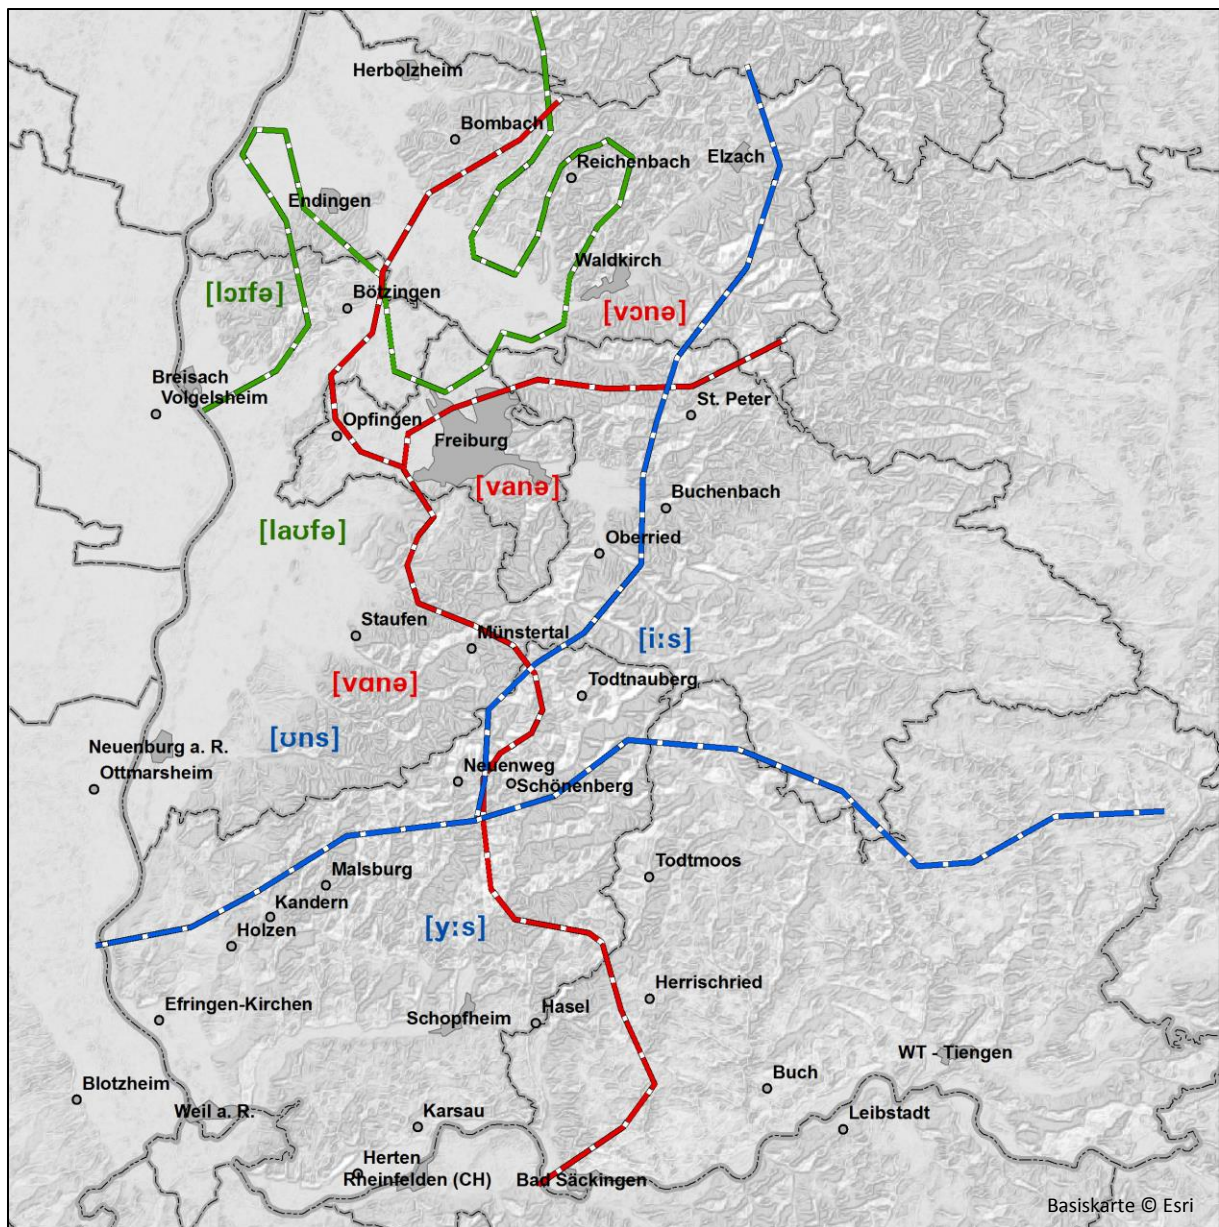 Herbolzheim
Bombach
Reichenbach
Elzach
Endingen
Waldkirch
[lɔɪfə]
Bötzingen
[vɔnə]
Breisach
Volgelsheim
St. Peter
Opfingen
Freiburg
[vanə]
Buchenbach
[laʊfə]
Oberried
Staufen
Münstertal
[i:s]
[vɑnə]
Todtnauberg
[ʊns]
Neuenburg a. R.
Ottmarsheim
Neuenweg
Schönenberg
Malsburg
Todtmoos
Kandern
[y:s]
Holzen
Herrischried
Efringen-Kirchen
Schopfheim
Hasel
WT - Tiengen
Blotzheim
Buch
Weil a. R.
Karsau
Leibstadt
Herten
Rheinfelden (CH)
Bad Säckingen
Basiskarte © Esri